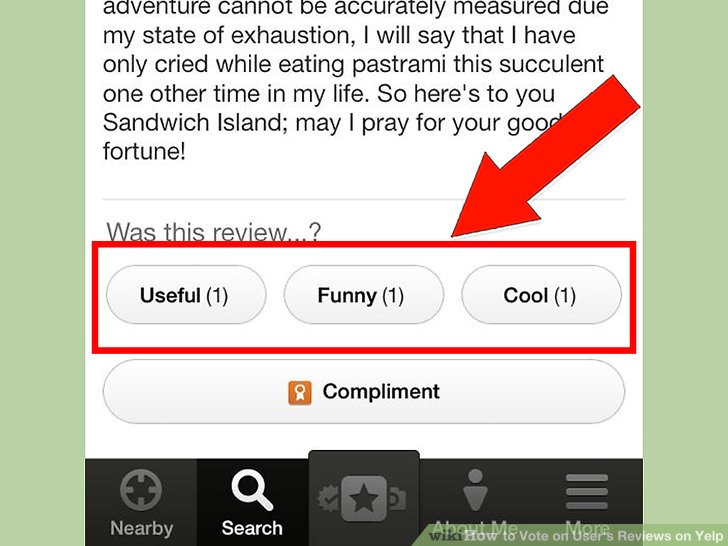 adventure cannot be accurately measured due
my state of exhaustion, I will say that I have
only cried while eating pastrami this succulent
one other time in my life. So here's to you
Sandwich Island; may I pray for your good
fortune!
Was this review...?
Useful (1)
Funny (1)
Cool (1)
Compliment
Nearby
Search
About Me
More
wikiHow to Vote on User's Reviews on Yelp